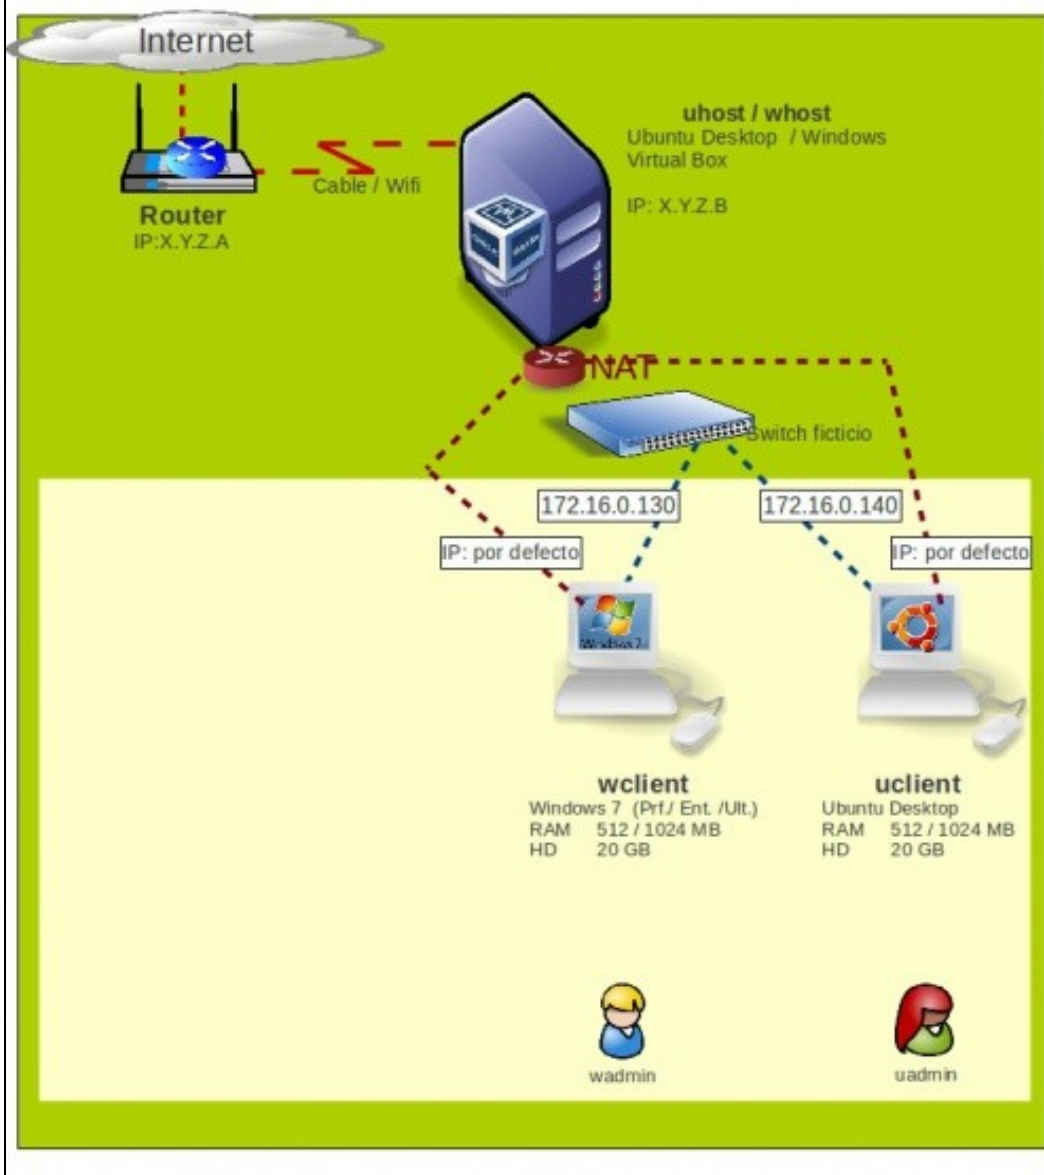 Internet
uhost / whost
Ubuntu Desktop / Windows
Virtual Box
Cable / Wifi
IP: X.Y.Z.B
Router
IP:X.Y.Z.A
NAT
Switch ficticio
172.16.0.130
172.16.0.140
IP: por defecto
IP: por defecto
Windows 7
wclient
Windows 7 (Prf./ Ent. /Ult.)
RAM 512 / 1024 MB
HD 20 GB
uclient
Ubuntu Desktop
RAM 512 / 1024 MB
HD 20 GB
wadmin
uadmin